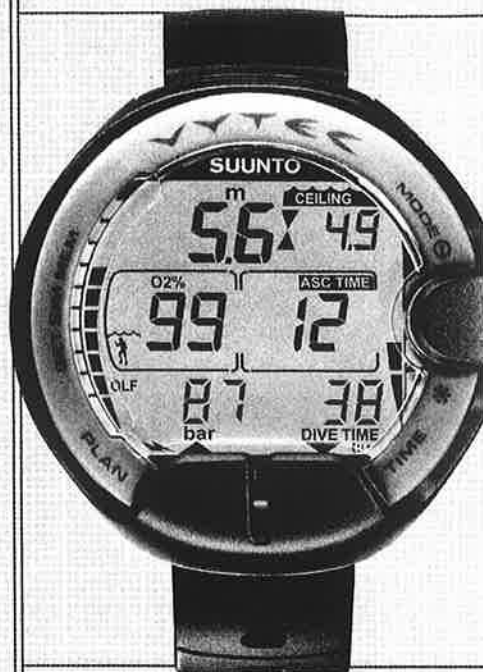 VYTEC
SUUNTO
m CEILING
5.6 4.9
O2% ASC TIME
99 12
OLF 87 38
bar DIVE TIME
MODE
PLAN
TIME